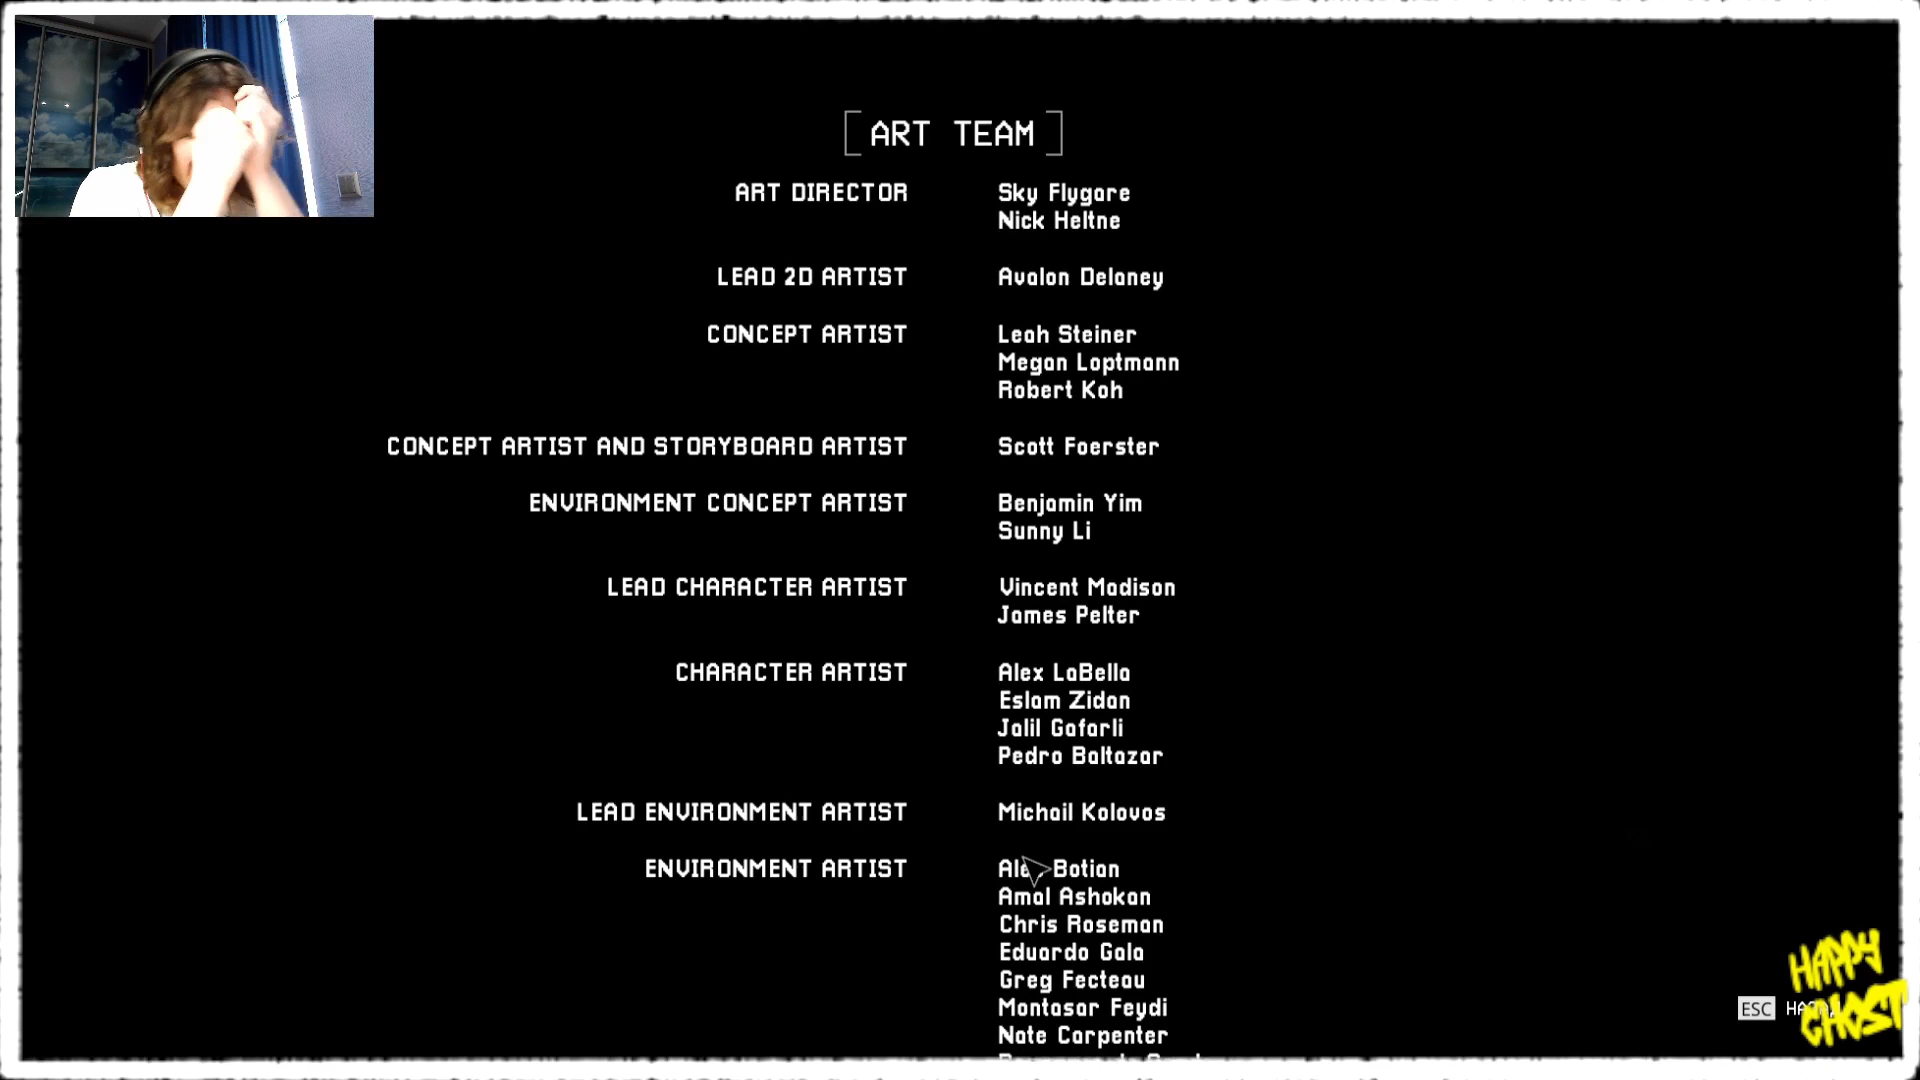 ART TEAM
ART DIRECTOR Sky Flygare
Nick Heltne
LEAD 2D ARTIST Avalon Delaney
CONCEPT ARTIST Leah Steiner
Megan Laptmann
Robert Koh
CONCEPT ARTIST AND STORYBOARD ARTIST Scott Foerster
ENVIRONMENT CONCEPT ARTIST Benjamin Yim
Sunny Li
LEAD CHARACTER ARTIST Vincent Madison
James Pelter
CHARACTER ARTIST Alex LaBella
Eslam Zidan
Jalil Gafarli
Pedro Baltazar
LEAD ENVIRONMENT ARTIST Michail Kolovos
ENVIRONMENT ARTIST Botian
Amal Ashokan
Chris Roseman
Eduardo Gala
Greg Fecteau
Montasar Feydi
Nate Carpenter
HAPPY
GHOST
ESC